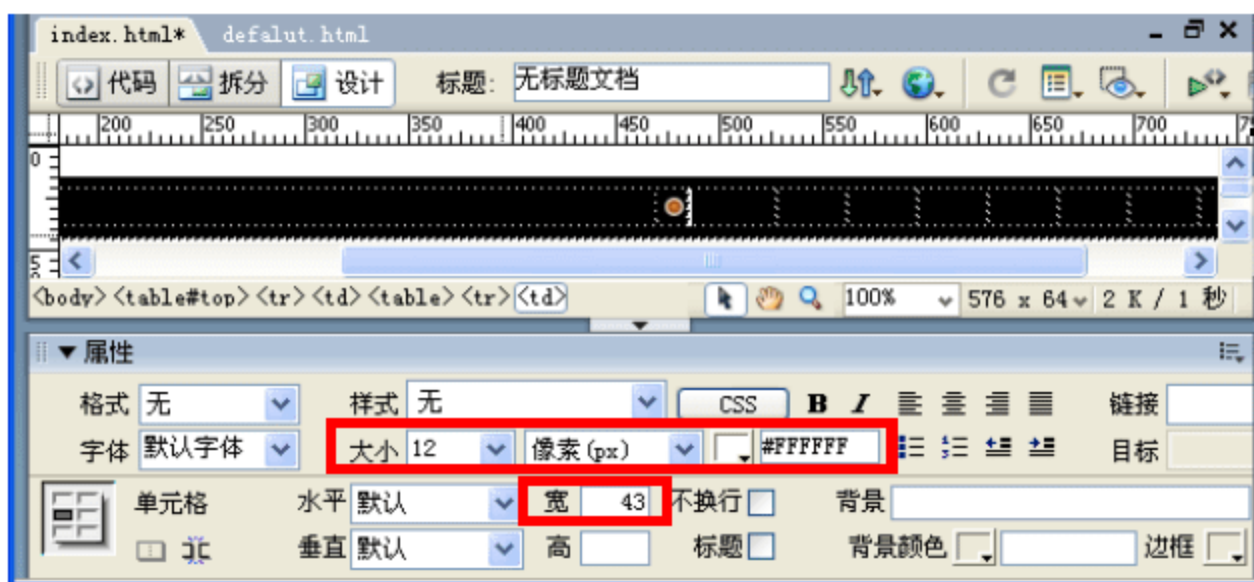 index.html* defalut.html
代码 拆分 设计 标题: 无标题文档
200 250 300 350 400 450 500 550 600 650 700
0
5
<body> <table#top> <tr> <td> <table> <tr> <td> 100% 576 x 64 2 K / 1 秒
属性
格式 无 样式 无 CSS B I 链接
字体 默认字体 大小 12 像素(px) #FFFFFF 目标
单元格 水平 默认 宽 43 不换行 背景
垂直 默认 高 标题 背景颜色 边框